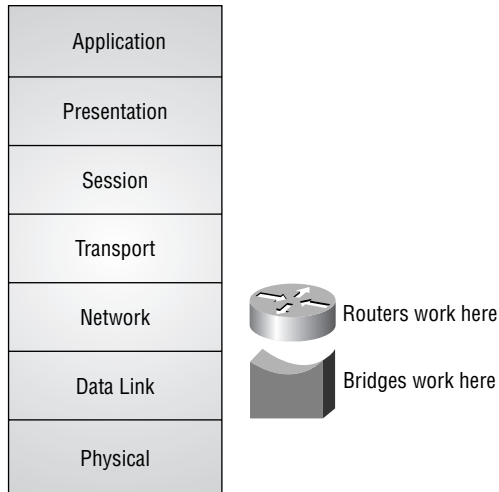 Application
Presentation
Session
Transport
Network
Routers work here
Data Link
Bridges work here
Physical